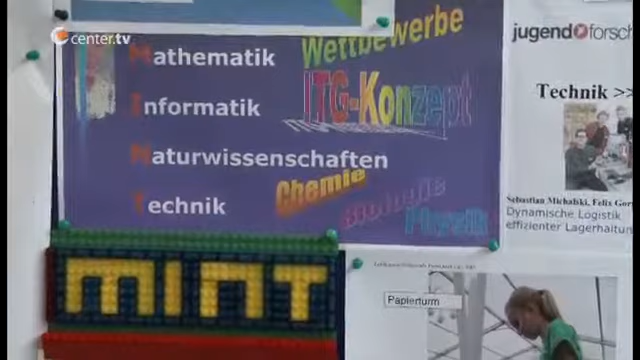 center.tv
Mathematik
Informatik
Naturwissenschaften
Technik
Wettbewerbe
ITG-Konzept
Chemie
Biologie
Physik
mint
jugend forsch
Technik >>
Sebastian Michalski, Felix Gor
Dynamische Logistik
effizienter Lagerhaltun
Papierturm